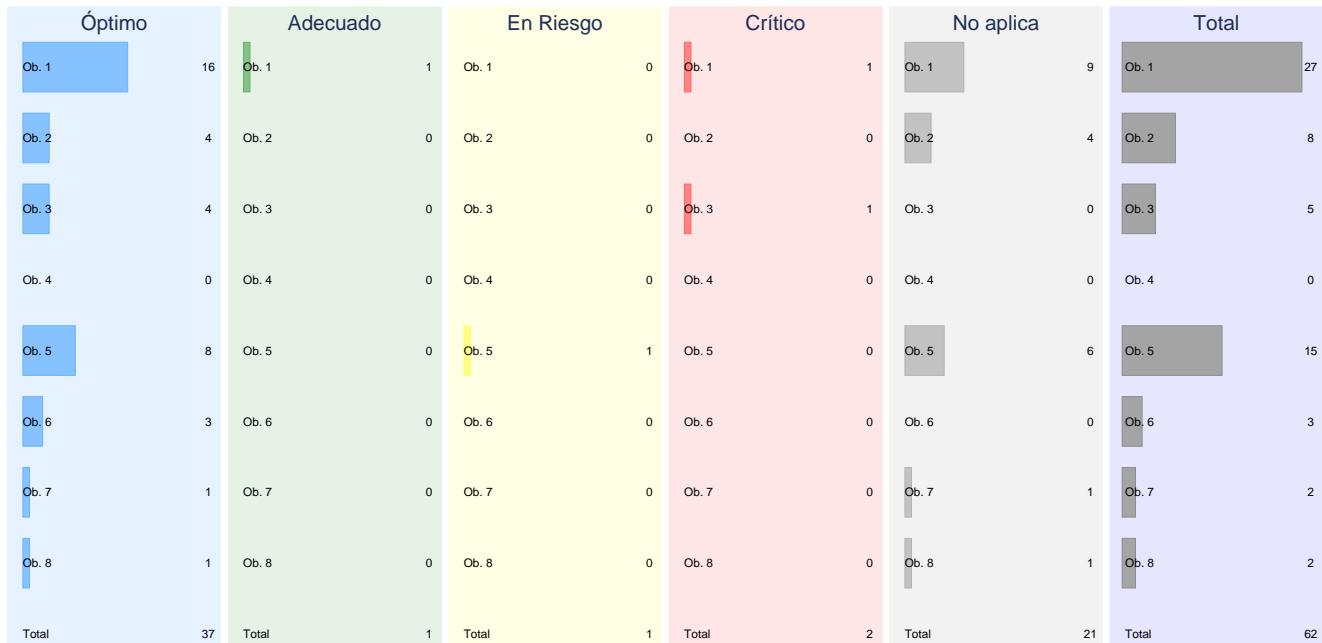 Óptimo Adecuado En Riesgo Crítico No aplica Total
Ob. 1 16 Ob. 1 1 Ob. 1 0 Ob. 1 1 Ob. 1 9 Ob. 1 27
Ob. 2 4 Ob. 2 0 Ob. 2 0 Ob. 2 0 Ob. 2 4 Ob. 2 8
Ob. 3 4 Ob. 3 0 Ob. 3 0 Ob. 3 1 Ob. 3 0 Ob. 3 5
Ob. 4 0 Ob. 4 0 Ob. 4 0 Ob. 4 0 Ob. 4 0 Ob. 4 0
Ob. 5 8 Ob. 5 0 Ob. 5 1 Ob. 5 0 Ob. 5 6 Ob. 5 15
Ob. 6 3 Ob. 6 0 Ob. 6 0 Ob. 6 0 Ob. 6 0 Ob. 6 3
Ob. 7 1 Ob. 7 0 Ob. 7 0 Ob. 7 0 Ob. 7 1 Ob. 7 2
Ob. 8 1 Ob. 8 0 Ob. 8 0 Ob. 8 0 Ob. 8 1 Ob. 8 2
Total 37 Total 1 Total 1 Total 2 Total 21 Total 62